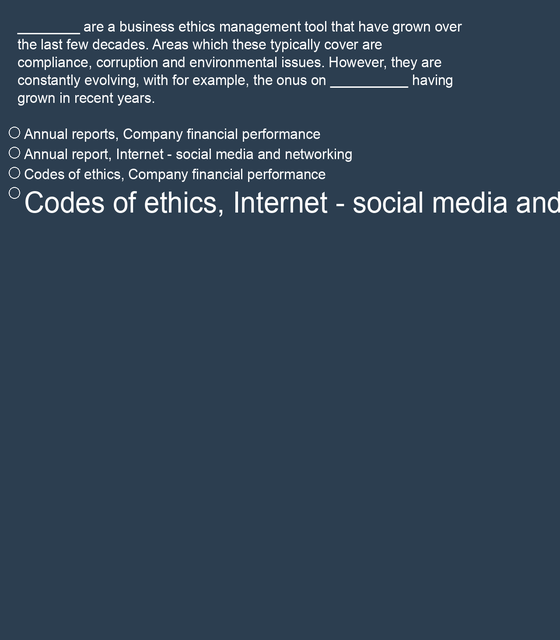 ________ are a business ethics management tool that have grown over
the last few decades. Areas which these typically cover are
compliance, corruption and environmental issues. However, they are
constantly evolving, with for example, the onus on __________ having
grown in recent years.
Annual reports, Company financial performance
Annual report, Internet - social media and networking
Codes of ethics, Company financial performance
Codes of ethics, Internet - social media and